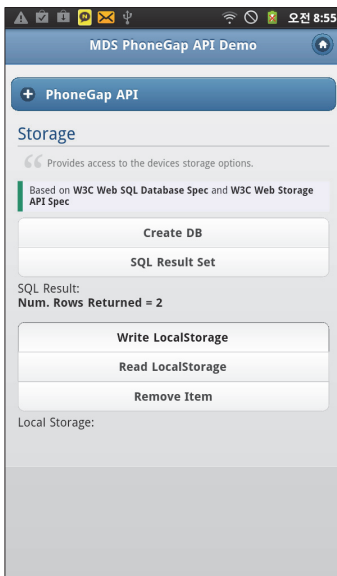 오전 8:55
MDS PhoneGap API Demo
PhoneGap API
Storage
Provides access to the devices storage options.
Based on W3C Web SQL Database Spec and W3C Web Storage
API Spec
Create DB
SQL Result Set
SQL Result:
Num. Rows Returned = 2
Write LocalStorage
Read LocalStorage
Remove Item
Local Storage: